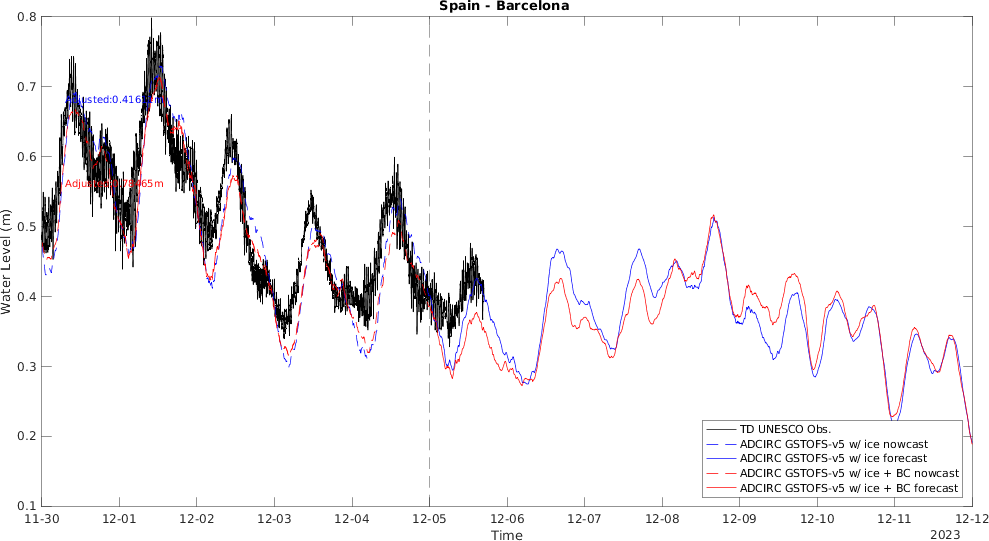 Spain - Barcelona
Water Level (m)
0.8
0.7
0.6
0.5
0.4
0.3
0.2
0.1
TD UNESCO Obs.
ADCIRC GSTOFS-v5 w/ ice nowcast
ADCIRC GSTOFS-v5 w/ ice forecast
ADCIRC GSTOFS-v5 w/ ice + BC nowcast
ADCIRC GSTOFS-v5 w/ ice + BC forecast
11-30 12-01 12-02 12-03 12-04 12-05 12-06 12-07 12-08 12-09 12-10 12-11 12-12
Time
2023